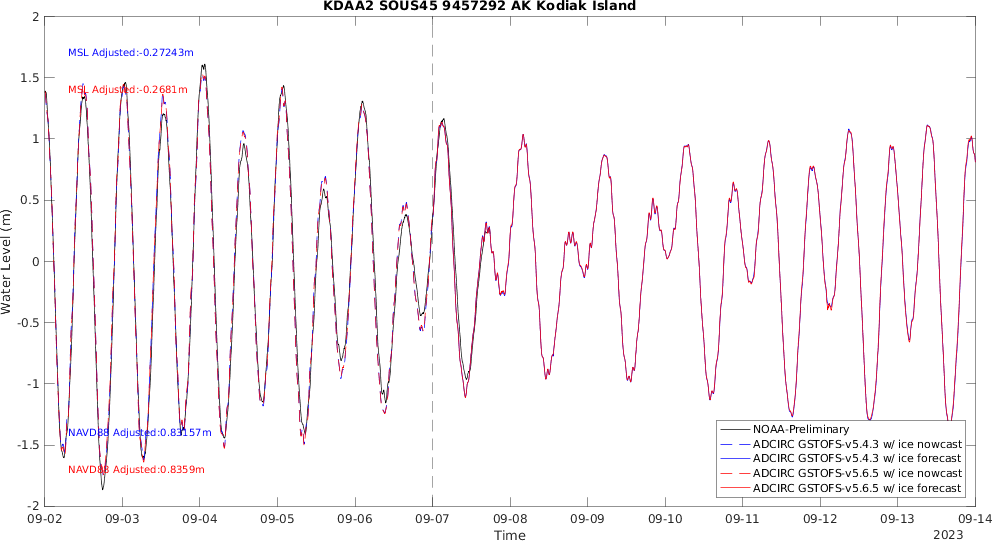 KDAA2 SOUS45 9457292 AK Kodiak Island
MSL Adjusted:-0.27243m
MSL Adjusted:-0.2681m
NAVD88 Adjusted:0.83157m
NAVD88 Adjusted:0.8359m
Water Level (m)
2
1.5
1
0.5
0
-0.5
-1
-1.5
-2
NOAA-Preliminary
ADCIRC GSTOFS-v5.4.3 w/ ice nowcast
ADCIRC GSTOFS-v5.4.3 w/ ice forecast
ADCIRC GSTOFS-v5.6.5 w/ ice nowcast
ADCIRC GSTOFS-v5.6.5 w/ ice forecast
09-02 09-03 09-04 09-05 09-06 09-07 09-08 09-09 09-10 09-11 09-12 09-13 09-14
Time
2023